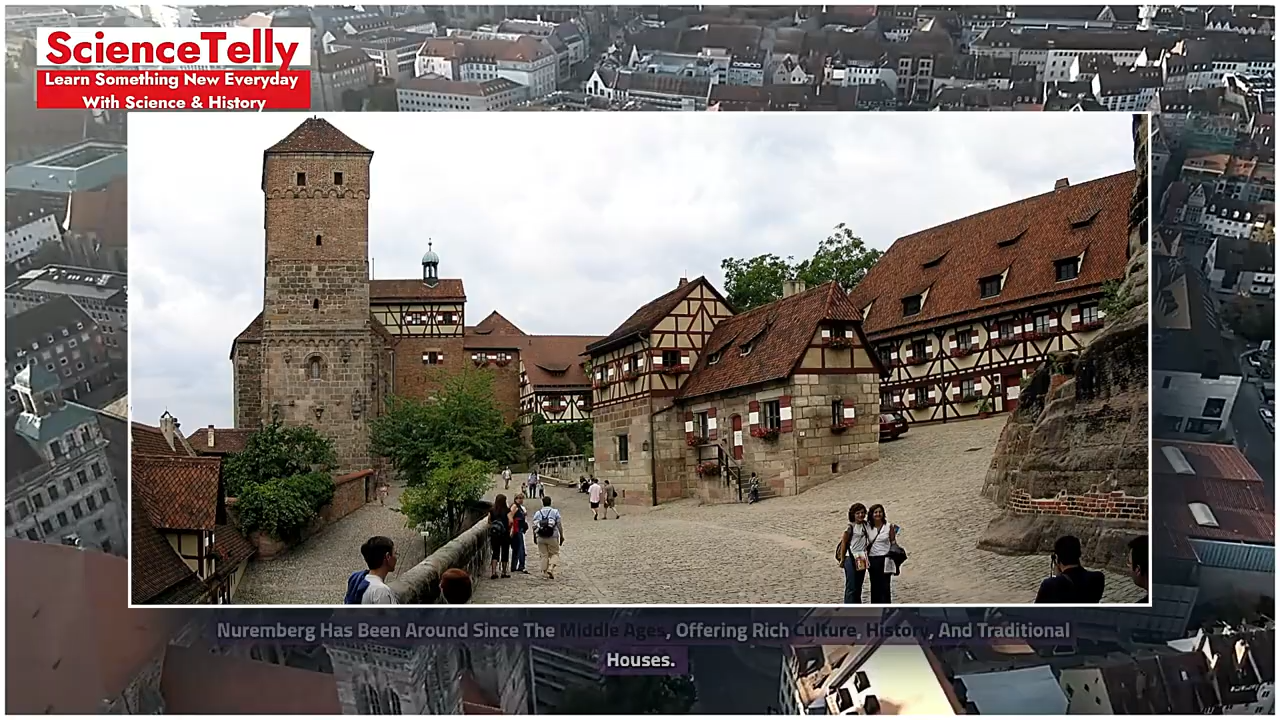 ScienceTelly
Learn Something New Everyday
With Science & History
Nuremberg Has Been Around Since The Middle Ages, Offering Rich Culture, History, And Traditional
Houses.